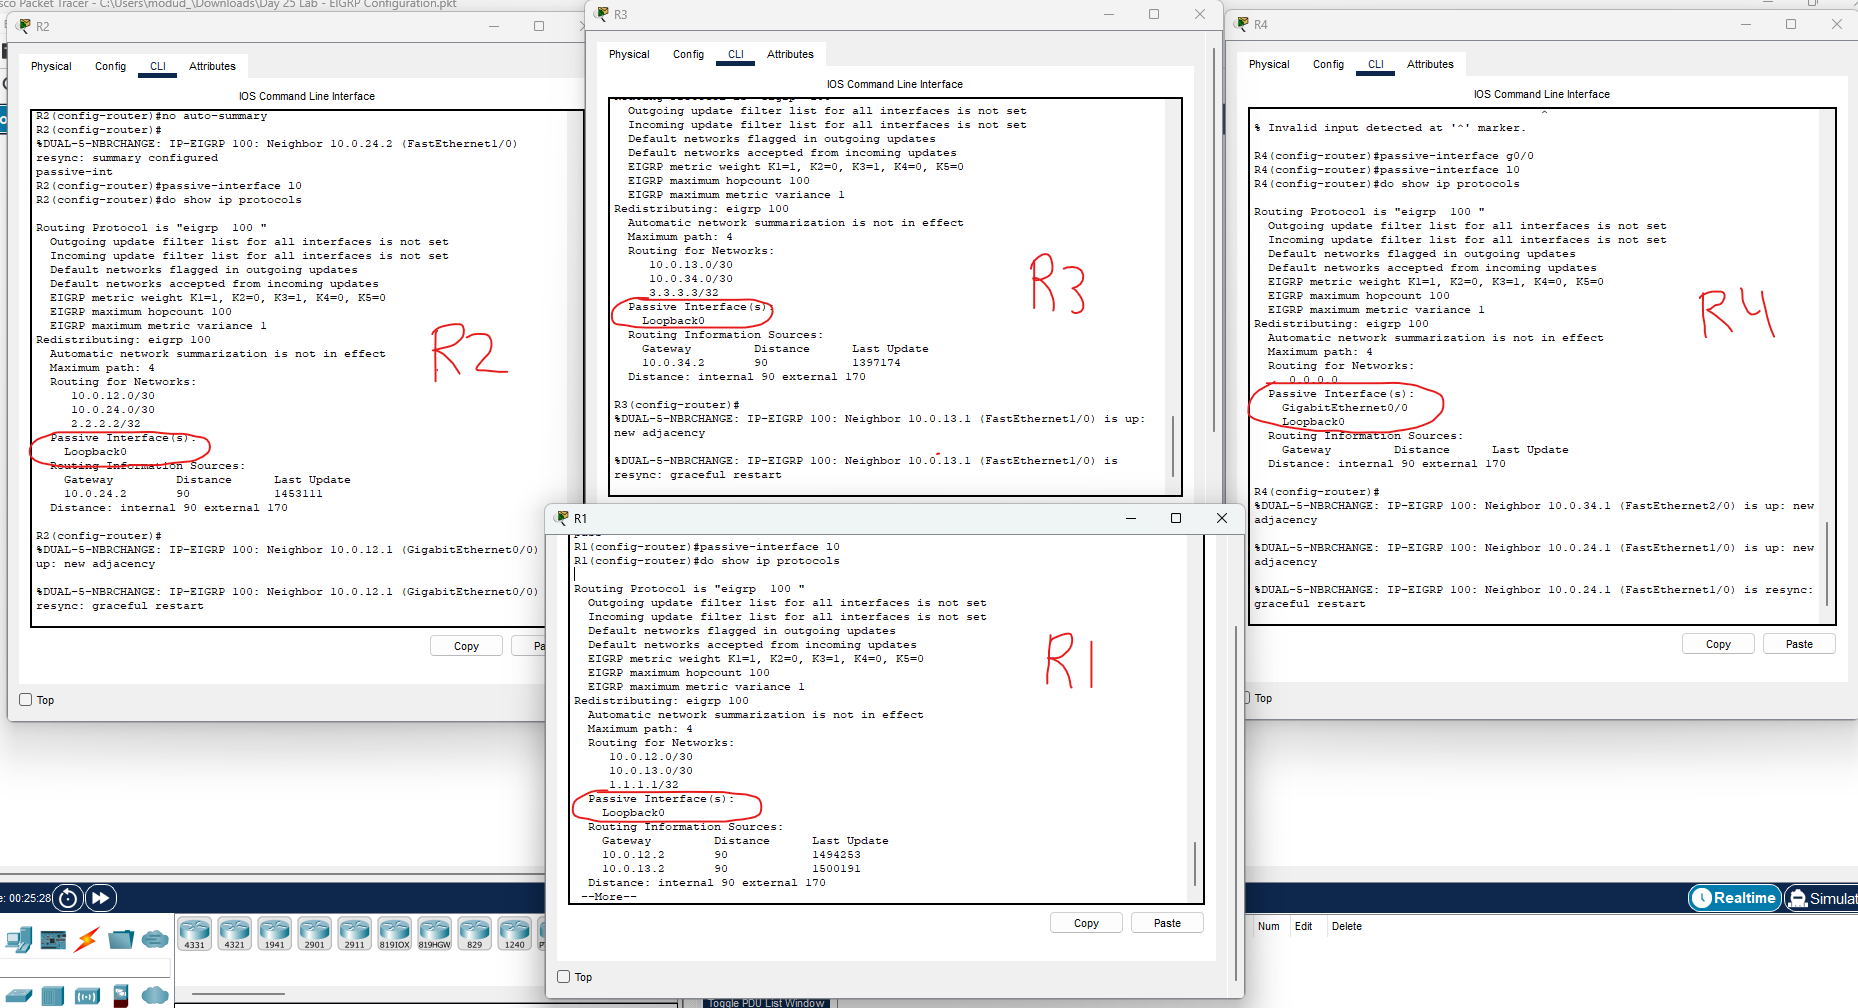 sco Packet Tracer - C:\Users\modud_\Downloads\Day 25 Lab - EIGRP Configuration.pkt
R2
Physical Config CLI Attributes
IOS Command Line Interface
R2(config-router)#no auto-summary
R2(config-router)#
%DUAL-5-NBRCHANGE: IP-EIGRP 100: Neighbor 10.0.24.2 (FastEthernet1/0)
resync: summary configured
passive-int
R2(config-router)#passive-interface l0
R2(config-router)#do show ip protocols
Routing Protocol is "eigrp  100 "
Outgoing update filter list for all interfaces is not set
Incoming update filter list for all interfaces is not set
Default networks flagged in outgoing updates
Default networks accepted from incoming updates
EIGRP metric weight K1=1, K2=0, K3=1, K4=0, K5=0
EIGRP maximum hopcount 100
EIGRP maximum metric variance 1
Redistributing: eigrp 100
Automatic network summarization is not in effect
Maximum path: 4
Routing for Networks:
10.0.12.0/30
10.0.24.0/30
2.2.2.2/32
Passive Interface(s):
Loopback0
Routing Information Sources:
Gateway Distance Last Update
10.0.24.2 90 1453111
Distance: internal 90 external 170
R2(config-router)#
%DUAL-5-NBRCHANGE: IP-EIGRP 100: Neighbor 10.0.12.1 (GigabitEthernet0/0)
up: new adjacency
%DUAL-5-NBRCHANGE: IP-EIGRP 100: Neighbor 10.0.12.1 (GigabitEthernet0/0)
resync: graceful restart
R2
Copy Pa
Top
R3
Physical Config CLI Attributes
IOS Command Line Interface
Outgoing update filter list for all interfaces is not set
Incoming update filter list for all interfaces is not set
Default networks flagged in outgoing updates
Default networks accepted from incoming updates
EIGRP metric weight K1=1, K2=0, K3=1, K4=0, K5=0
EIGRP maximum hopcount 100
EIGRP maximum metric variance 1
Redistributing: eigrp 100
Automatic network summarization is not in effect
Maximum path: 4
Routing for Networks:
10.0.13.0/30
10.0.34.0/30
3.3.3.3/32
Passive Interface(s):
Loopback0
Routing Information Sources:
Gateway Distance Last Update
10.0.34.2 90 1397174
Distance: internal 90 external 170
R3(config-router)#
%DUAL-5-NBRCHANGE: IP-EIGRP 100: Neighbor 10.0.13.1 (FastEthernet1/0) is up:
new adjacency
%DUAL-5-NBRCHANGE: IP-EIGRP 100: Neighbor 10.0.13.1 (FastEthernet1/0) is
resync: graceful restart
R3
R4
Physical Config CLI Attributes
IOS Command Line Interface
^
% Invalid input detected at '^' marker.
R4(config-router)#passive-interface g0/0
R4(config-router)#passive-interface l0
R4(config-router)#do show ip protocols
Routing Protocol is "eigrp  100 "
Outgoing update filter list for all interfaces is not set
Incoming update filter list for all interfaces is not set
Default networks flagged in outgoing updates
Default networks accepted from incoming updates
EIGRP metric weight K1=1, K2=0, K3=1, K4=0, K5=0
EIGRP maximum hopcount 100
EIGRP maximum metric variance 1
Redistributing: eigrp 100
Automatic network summarization is not in effect
Maximum path: 4
Routing for Networks:
0.0.0.0
Passive Interface(s):
GigabitEthernet0/0
Loopback0
Routing Information Sources:
Gateway Distance Last Update
Distance: internal 90 external 170
R4(config-router)#
%DUAL-5-NBRCHANGE: IP-EIGRP 100: Neighbor 10.0.34.1 (FastEthernet2/0) is up: new
adjacency
%DUAL-5-NBRCHANGE: IP-EIGRP 100: Neighbor 10.0.24.1 (FastEthernet1/0) is up: new
adjacency
%DUAL-5-NBRCHANGE: IP-EIGRP 100: Neighbor 10.0.24.1 (FastEthernet1/0) is resync:
graceful restart
R4
Copy Paste
Top
R1
R1(config-router)#passive-interface l0
R1(config-router)#do show ip protocols
Routing Protocol is "eigrp  100 "
Outgoing update filter list for all interfaces is not set
Incoming update filter list for all interfaces is not set
Default networks flagged in outgoing updates
Default networks accepted from incoming updates
EIGRP metric weight K1=1, K2=0, K3=1, K4=0, K5=0
EIGRP maximum hopcount 100
EIGRP maximum metric variance 1
Redistributing: eigrp 100
Automatic network summarization is not in effect
Maximum path: 4
Routing for Networks:
10.0.12.0/30
10.0.13.0/30
1.1.1.1/32
Passive Interface(s):
Loopback0
Routing Information Sources:
Gateway Distance Last Update
10.0.12.2 90 1494253
10.0.13.2 90 1500191
Distance: internal 90 external 170
--More--
R1
Copy Paste
Top
e: 00:25:28
Realtime Simulat
4331 4321 1941 2901 2911 819IOX 819HGW 829 1240
Num Edit Delete
Toggle PDU List Window